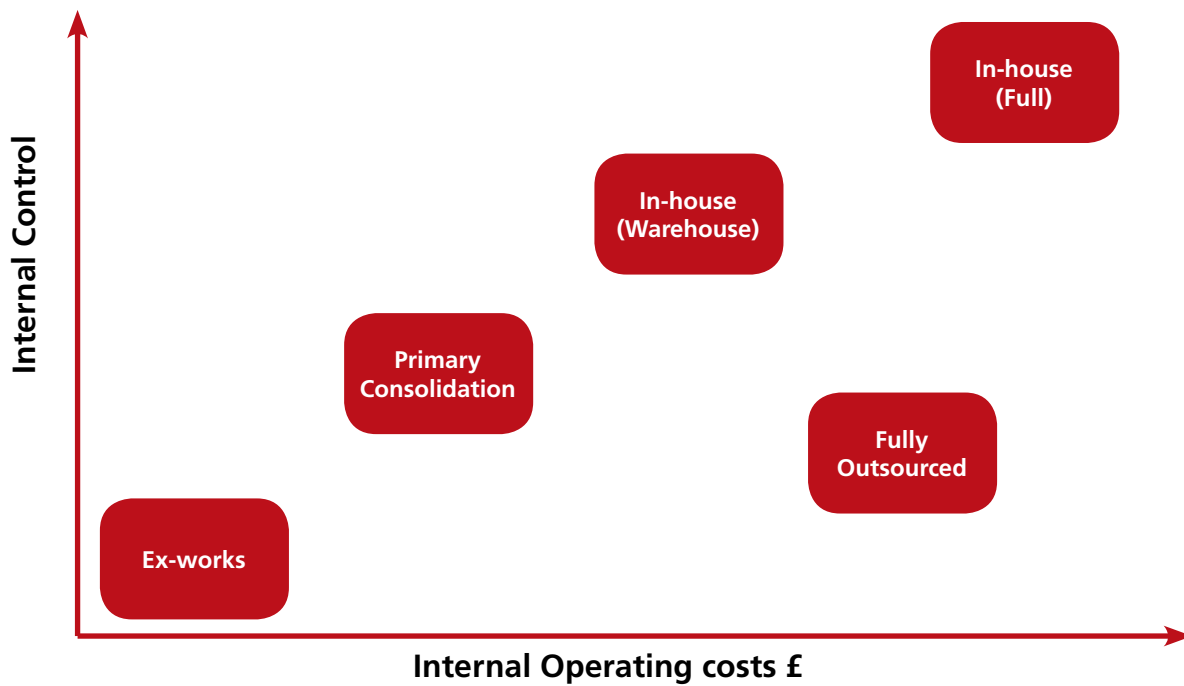 In-house
(Full)
In-house
(Warehouse)
Primary
Consolidation
Fully
Outsourced
Ex-works
Internal Control
Internal Operating costs £